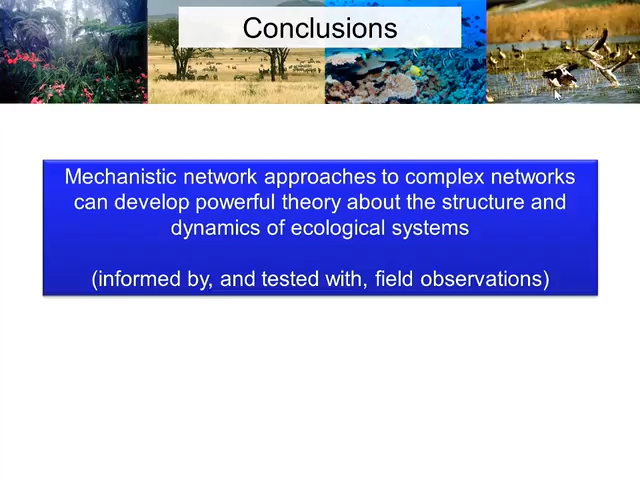 Conclusions
Mechanistic network approaches to complex networks
can develop powerful theory about the structure and
dynamics of ecological systems
(informed by, and tested with, field observations)